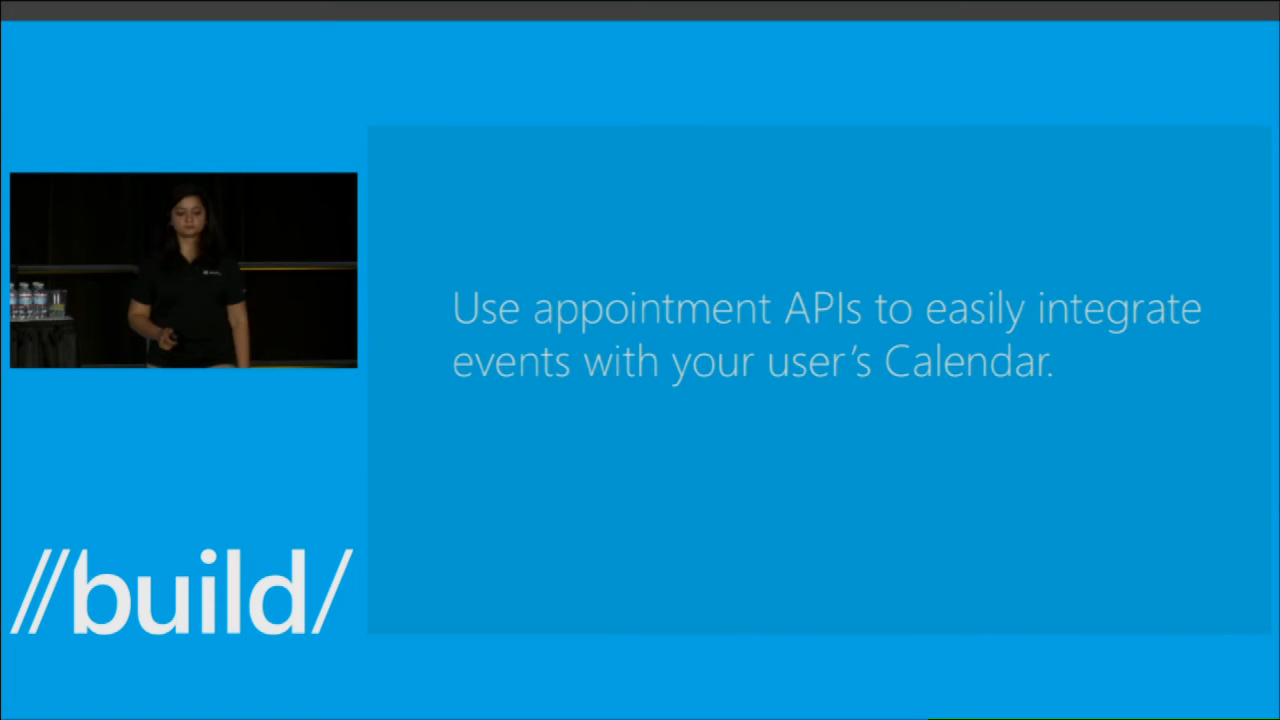 Use appointment APIs to easily integrate
events with your user's Calendar.
//build/